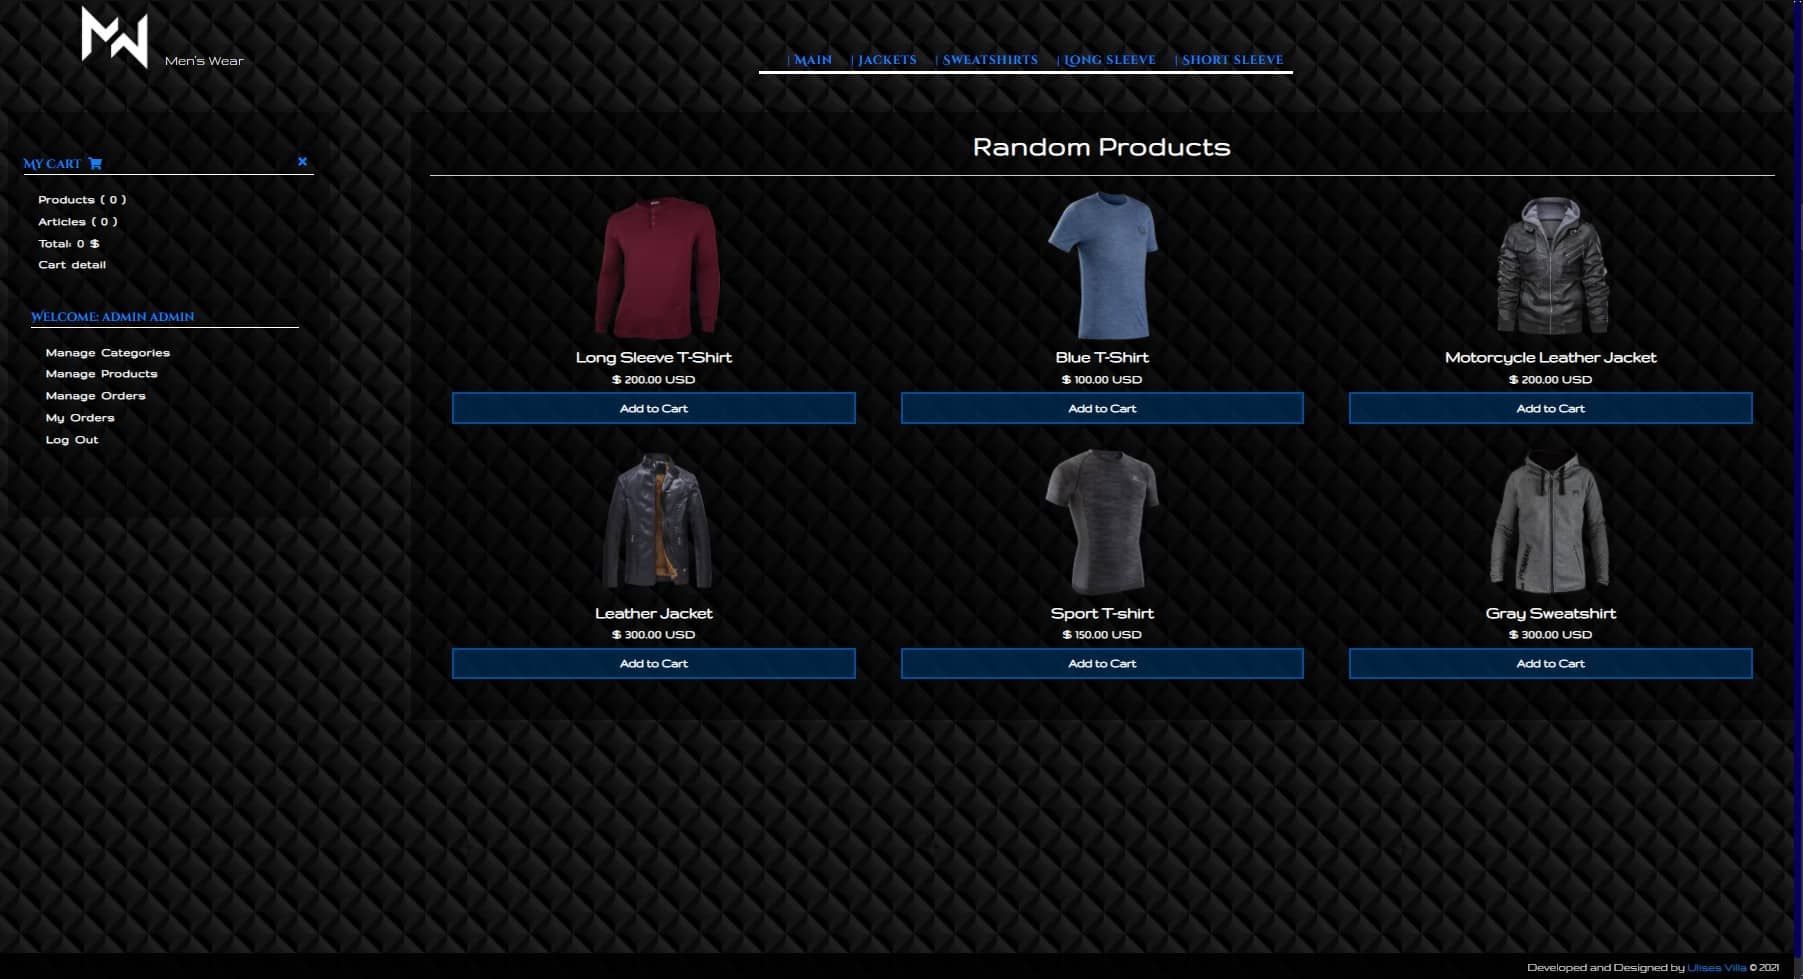 Men's Wear
| Main | Jackets | Sweatshirts | Long sleeve | Short sleeve
My cart
Products ( 0 )
Articles ( 0 )
Total: 0 $
Cart detail
Welcome: admin admin
Manage Categories
Manage Products
Manage Orders
My Orders
Log Out
Random Products
Long Sleeve T-Shirt
$ 200.00 USD
Add to Cart
Blue T-Shirt
$ 100.00 USD
Add to Cart
Motorcycle Leather Jacket
$ 200.00 USD
Add to Cart
Leather Jacket
$ 300.00 USD
Add to Cart
Sport T-shirt
$ 150.00 USD
Add to Cart
Gray Sweatshirt
$ 300.00 USD
Add to Cart
Developed and Designed by Ulises Villa © 2021